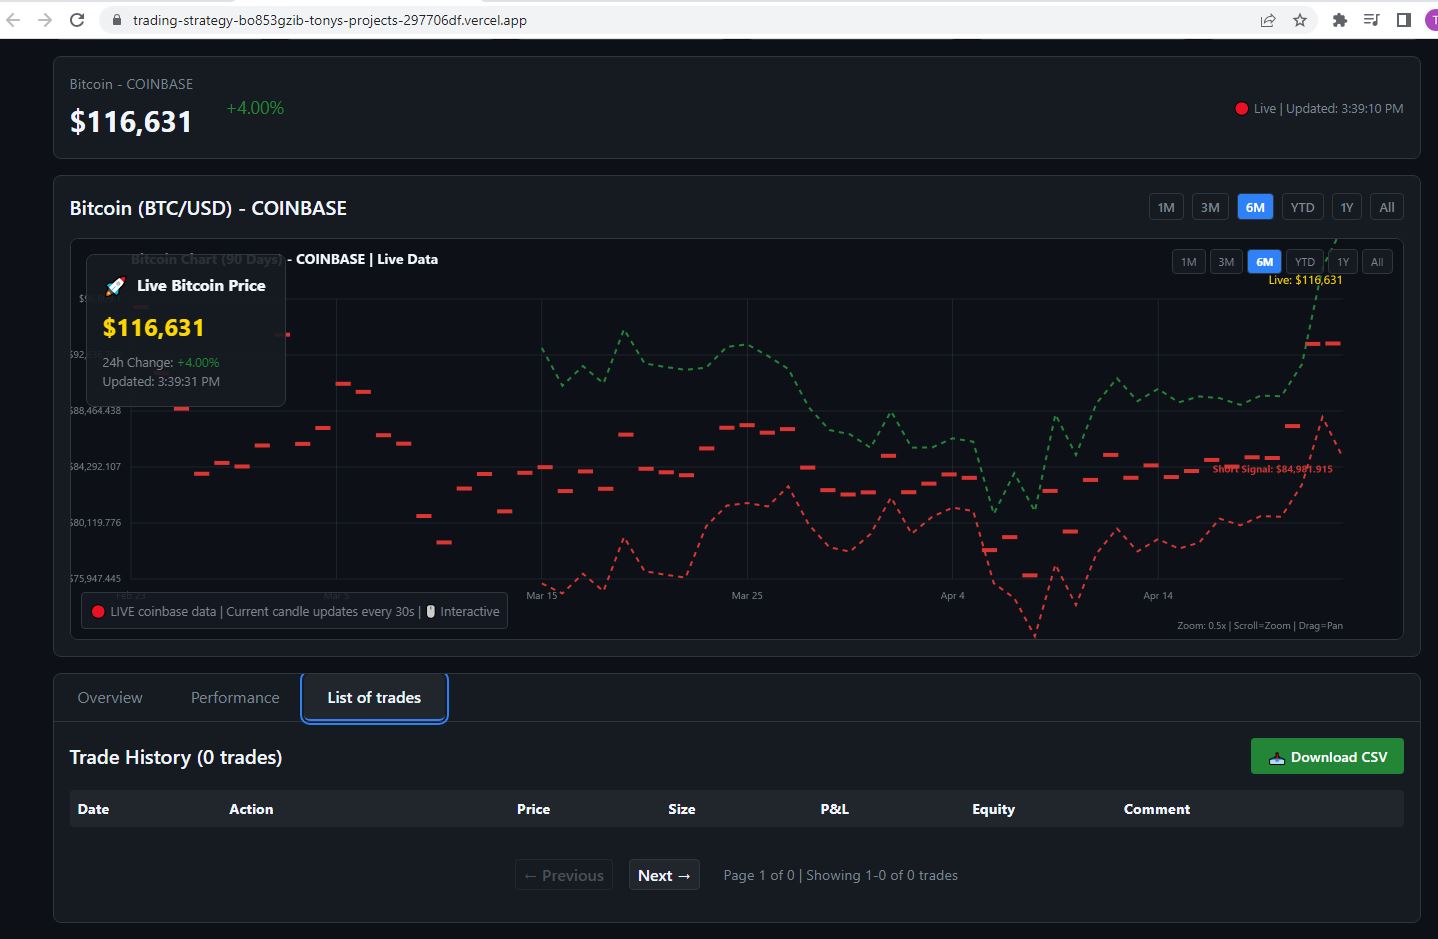 trading-strategy-bo853gzib-tonys-projects-297706df.vercel.app
Bitcoin - COINBASE
$116,631
+4.00%
Live | Updated: 3:39:10 PM
Bitcoin (BTC/USD) - COINBASE
1M 3M 6M YTD 1Y All
Bitcoin Chart (90 Days) - COINBASE | Live Data
1M 3M 6M YTD 1Y All
Live: $116,631
Live Bitcoin Price
$116,631
24h Change: +4.00%
Updated: 3:39:31 PM
$88,464.438
$84,292.107
Short Signal: $84,981.915
$80,119.776
$75,947.445
Feb 23 Mar 5 Mar 15 Mar 25 Apr 4 Apr 14
LIVE coinbase data | Current candle updates every 30s | Interactive
Zoom: 0.5x | Scroll=Zoom | Drag=Pan
Overview Performance List of trades
Trade History (0 trades)
Download CSV
Date Action Price Size P&L Equity Comment
← Previous Next → Page 1 of 0 | Showing 1-0 of 0 trades